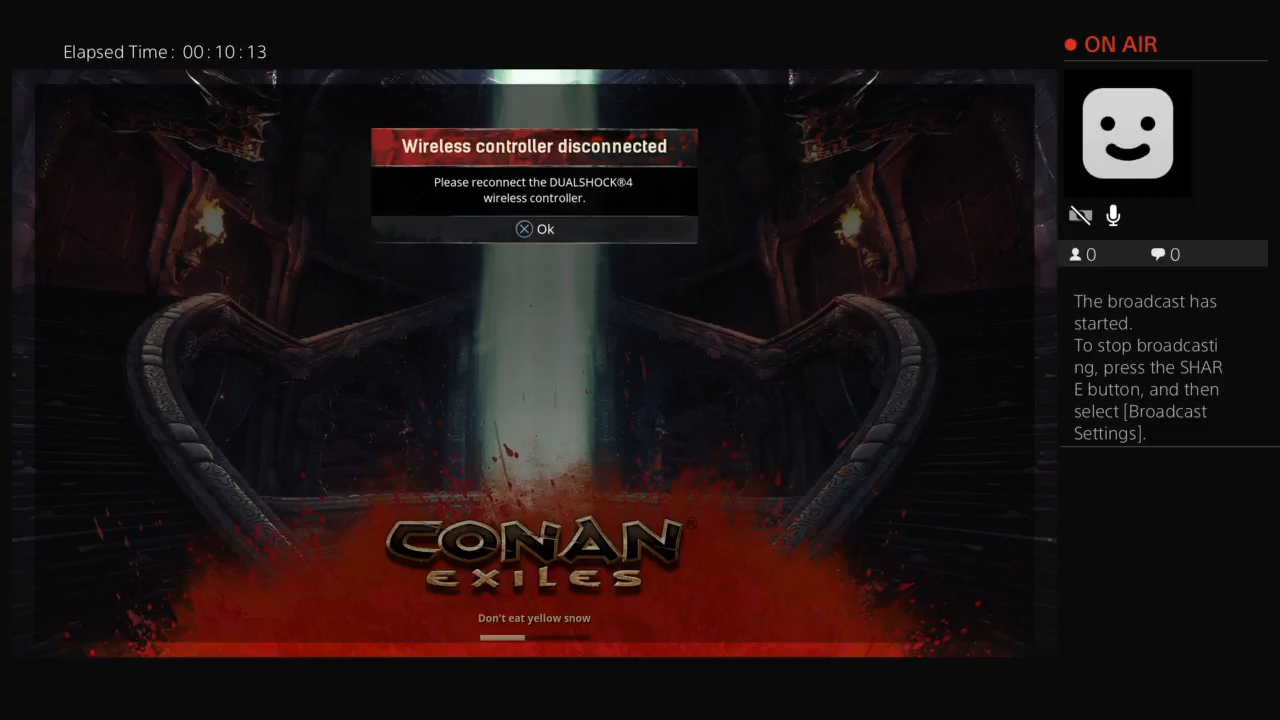 Elapsed Time: 00:10:13
ON AIR
Wireless controller disconnected
Please reconnect the DUALSHOCK®4
wireless controller.
Ok
0
0
The broadcast has
started.
To stop broadcasti
ng, press the SHAR
E button, and then
select [Broadcast
Settings].
CONAN®
EXILES
Don't eat yellow snow